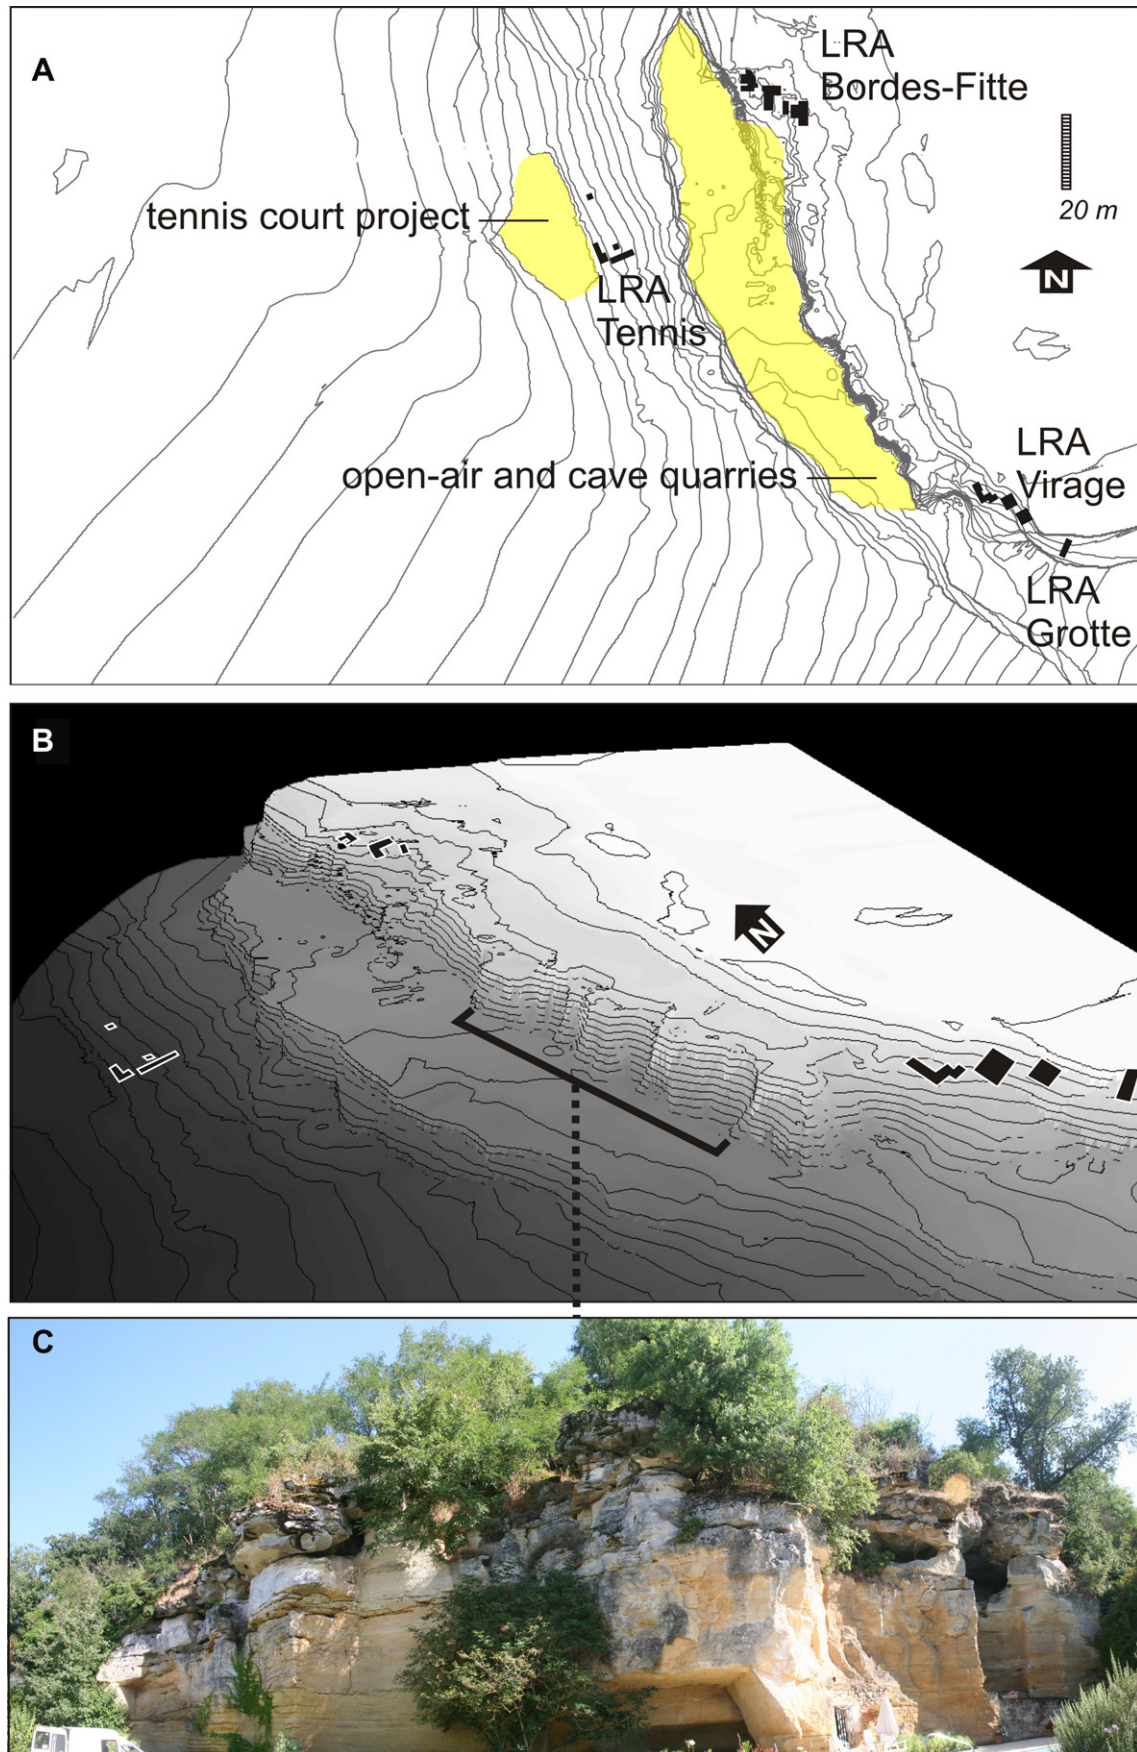 A
LRA
Bordes-Fitte
20 m
N
tennis court project
LRA
Tennis
open-air and cave quarries
LRA
Virage
LRA
Grotte
B
N
C